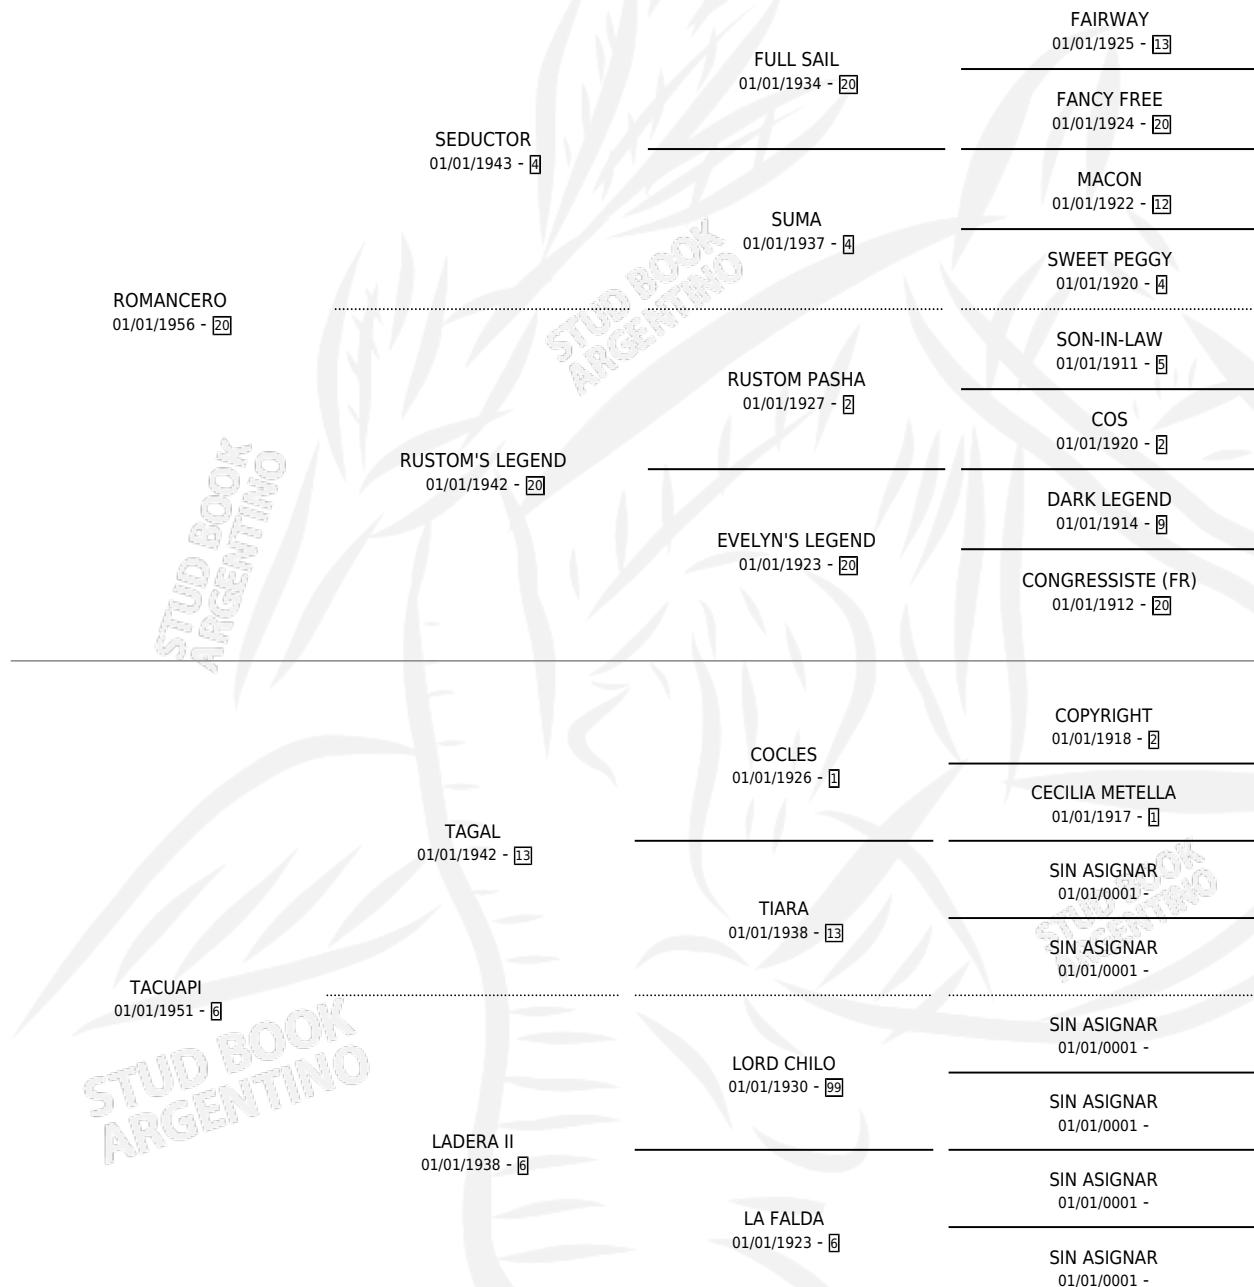 FAIRWAY
01/01/1925 - 13
FULL SAIL
01/01/1934 - 20
FANCY FREE
01/01/1924 - 20
SEDUCTOR
01/01/1943 - 4
MACON
01/01/1922 - 12
SUMA
01/01/1937 - 4
SWEET PEGGY
01/01/1920 - 4
ROMANCERO
01/01/1956 - 20
STUD BOOK
ARGENTINO
SON-IN-LAW
01/01/1911 - 5
RUSTOM PASHA
01/01/1927 - 2
COS
01/01/1920 - 2
RUSTOM'S LEGEND
01/01/1942 - 20
DARK LEGEND
01/01/1914 - 9
EVELYN'S LEGEND
01/01/1923 - 20
CONGRESSISTE (FR)
01/01/1912 - 20
STUD BOOK
ARGENTINO
COPYRIGHT
01/01/1918 - 2
COCLES
01/01/1926 - 1
CECILIA METELLA
01/01/1917 - 1
TAGAL
01/01/1942 - 13
SIN ASIGNAR
01/01/0001 -
TIARA
01/01/1938 - 13
STUD BOOK
ARGENTINO
SIN ASIGNAR
01/01/0001 -
TACUAPI
01/01/1951 - 6
STUD BOOK
ARGENTINO
SIN ASIGNAR
01/01/0001 -
LORD CHILO
01/01/1930 - 99
SIN ASIGNAR
01/01/0001 -
LADERA II
01/01/1938 - 6
SIN ASIGNAR
01/01/0001 -
LA FALDA
01/01/1923 - 6
SIN ASIGNAR
01/01/0001 -